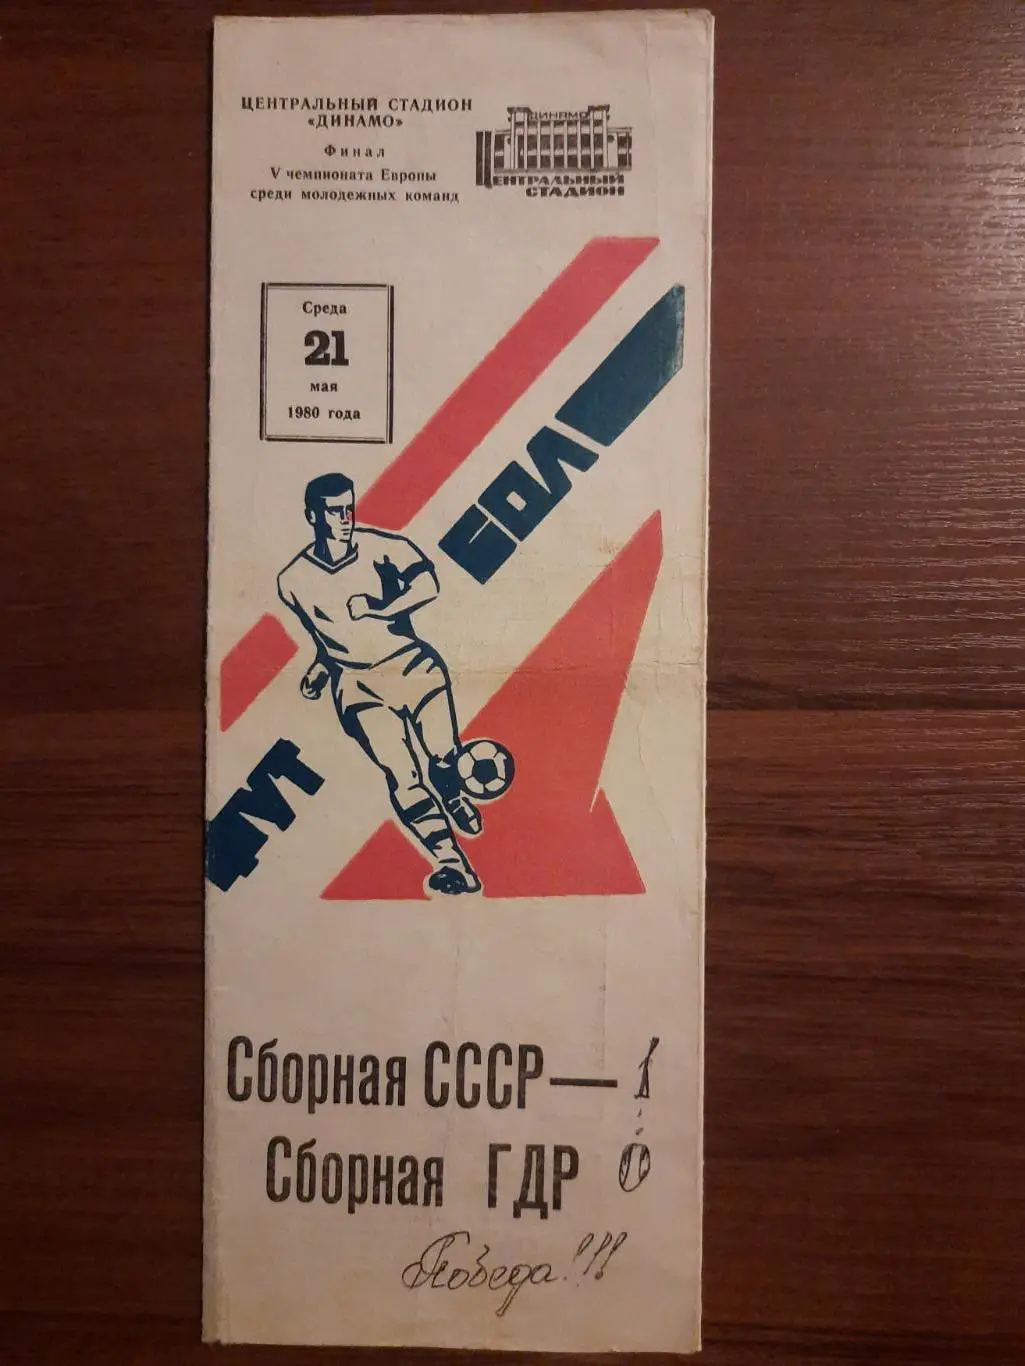 ЦЕНТРАЛЬНЫЙ СТАДИОН
«ДИНАМО»
Финал
V чемпионата Европы
среди молодежных команд
ДИНАМО
ЦЕНТРАЛЬНЫЙ
СТАДИОН
Среда
21
мая
1980 года
ФУТ
БОЛ
Сборная СССР — 1
:
Сборная ГДР 0
Победа!!!